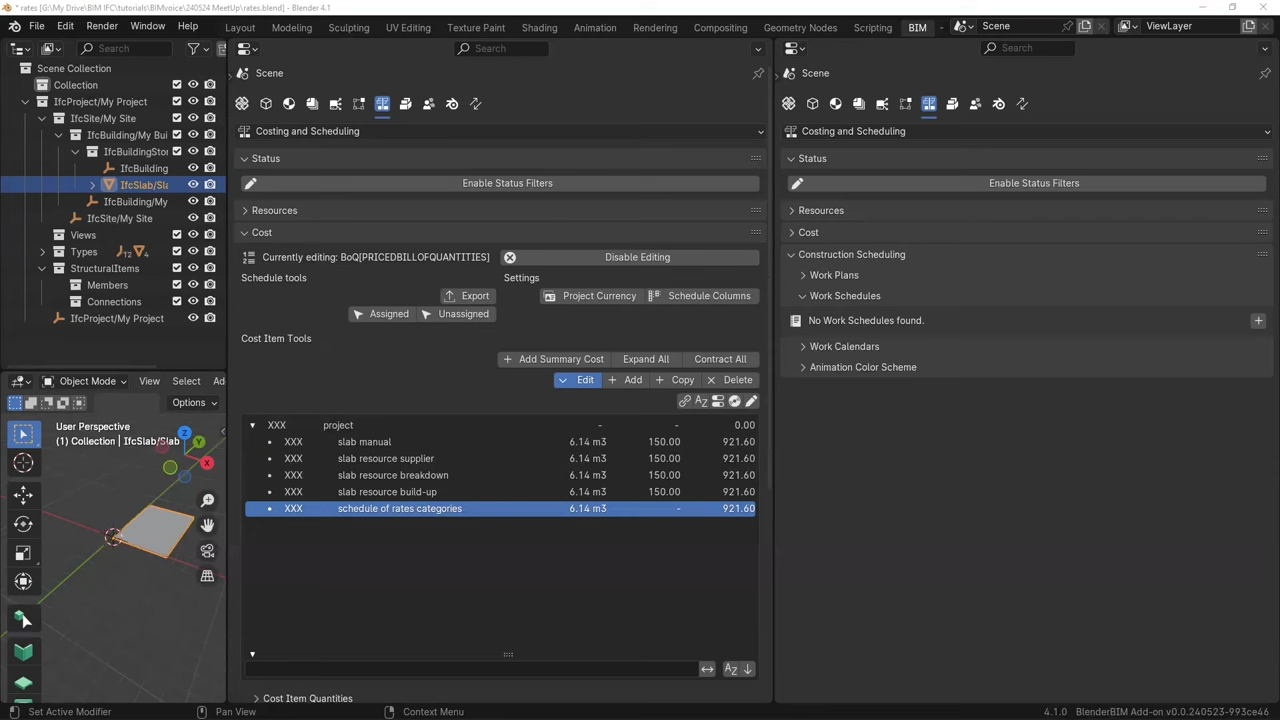 * rates [G:\My Drive\BIM IFC\tutorials\BIMvoice\240524 MeetUp\rates.blend] - Blender 4.1
File Edit Render Window Help Layout Modeling Sculpting UV Editing Texture Paint Shading Animation Rendering Compositing Geometry Nodes Scripting BIM Scene ViewLayer
Search
Scene Collection
Collection
IfcProject/My Project
IfcSite/My Site
IfcBuilding/My Bui
IfcBuildingSto
IfcBuilding
IfcSlab/Sla
IfcBuilding/My
IfcSite/My Site
Views
Types 12 4
StructuralItems
Members
Connections
IfcProject/My Project
Object Mode View Select Ad
Options
User Perspective
(1) Collection | IfcSlab/Slab
Z
Y
X
Search
Scene
Costing and Scheduling
Status
Enable Status Filters
Resources
Cost
Currently editing: BoQ[PRICEDBILLOFQUANTITIES] Disable Editing
Schedule tools Settings
Export Project Currency Schedule Columns
Assigned Unassigned
Cost Item Tools
Add Summary Cost Expand All Contract All
Edit Add Copy Delete
XXX project - - 0.00
XXX slab manual 6.14 m3 150.00 921.60
XXX slab resource supplier 6.14 m3 150.00 921.60
XXX slab resource breakdown 6.14 m3 150.00 921.60
XXX slab resource build-up 6.14 m3 150.00 921.60
XXX schedule of rates categories 6.14 m3 - 921.60
Cost Item Quantities
Search
Scene
Costing and Scheduling
Status
Enable Status Filters
Resources
Cost
Construction Scheduling
Work Plans
Work Schedules
No Work Schedules found.
Work Calendars
Animation Color Scheme
Set Active Modifier Pan View Context Menu 4.1.0 BlenderBIM Add-on v0.0.240523-993ce46